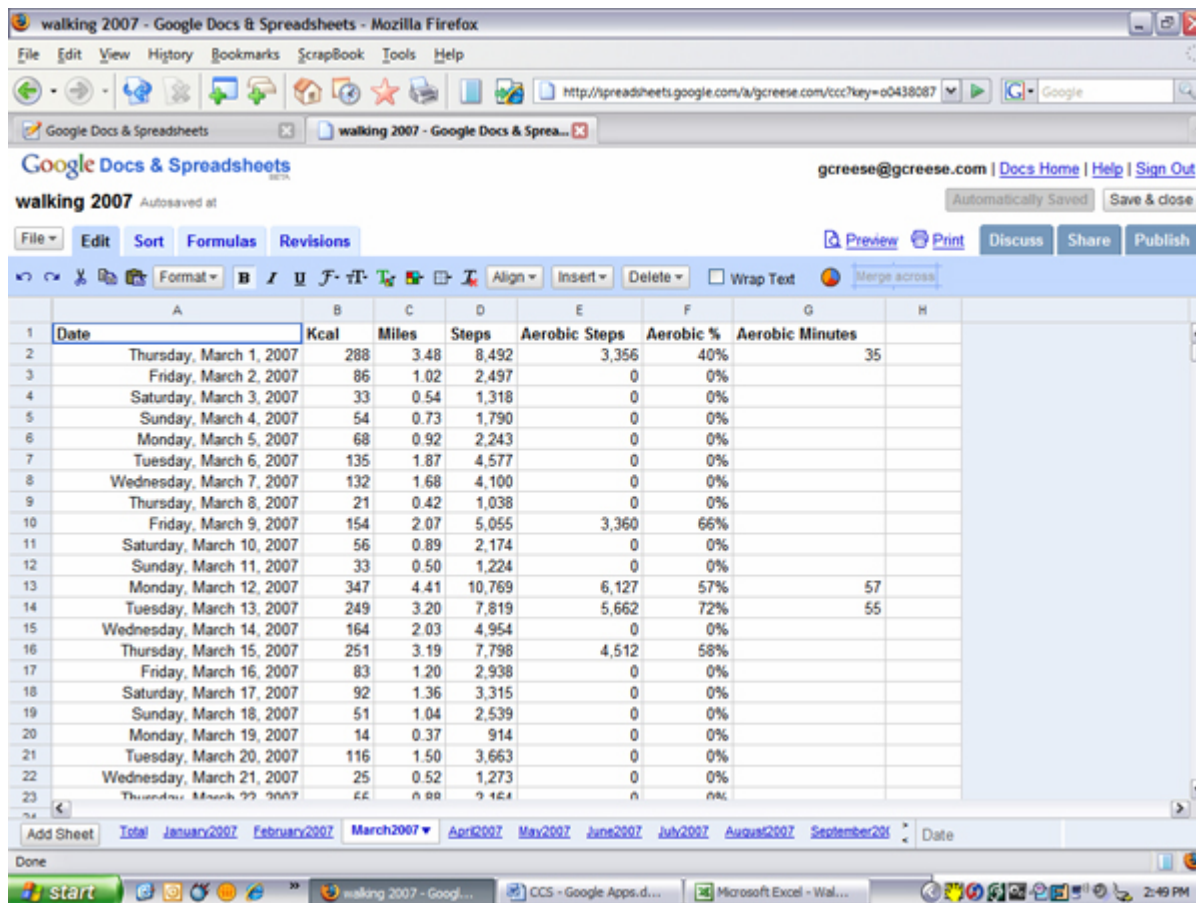 walking 2007 - Google Docs & Spreadsheets - Mozilla Firefox
File Edit View History Bookmarks ScrapBook Tools Help
http://spreadsheets.google.com/a/gcreese.com/ccc?key=o0438087 G Google
Google Docs & Spreadsheets walking 2007 - Google Docs & Sprea...
Google Docs & Spreadsheets BETA
gcreese@gcreese.com | Docs Home | Help | Sign Out
walking 2007 Autosaved at Automatically Saved Save & close
File Edit Sort Formulas Revisions Preview Print Discuss Share Publish
Format B I U F T Align Insert Delete Wrap Text Merge across
A B C D E F G H
1 Date Kcal Miles Steps Aerobic Steps Aerobic % Aerobic Minutes
2 Thursday, March 1, 2007 288 3.48 8,492 3,356 40% 35
3 Friday, March 2, 2007 86 1.02 2,497 0 0%
4 Saturday, March 3, 2007 33 0.54 1,318 0 0%
5 Sunday, March 4, 2007 54 0.73 1,790 0 0%
6 Monday, March 5, 2007 68 0.92 2,243 0 0%
7 Tuesday, March 6, 2007 135 1.87 4,577 0 0%
8 Wednesday, March 7, 2007 132 1.68 4,100 0 0%
9 Thursday, March 8, 2007 21 0.42 1,038 0 0%
10 Friday, March 9, 2007 154 2.07 5,055 3,360 66%
11 Saturday, March 10, 2007 56 0.89 2,174 0 0%
12 Sunday, March 11, 2007 33 0.50 1,224 0 0%
13 Monday, March 12, 2007 347 4.41 10,769 6,127 57% 57
14 Tuesday, March 13, 2007 249 3.20 7,819 5,662 72% 55
15 Wednesday, March 14, 2007 164 2.03 4,954 0 0%
16 Thursday, March 15, 2007 251 3.19 7,798 4,512 58%
17 Friday, March 16, 2007 83 1.20 2,938 0 0%
18 Saturday, March 17, 2007 92 1.36 3,315 0 0%
19 Sunday, March 18, 2007 51 1.04 2,539 0 0%
20 Monday, March 19, 2007 14 0.37 914 0 0%
21 Tuesday, March 20, 2007 116 1.50 3,663 0 0%
22 Wednesday, March 21, 2007 25 0.52 1,273 0 0%
23 Thursday, March 22, 2007 0.88 2,164 0 0%
Add Sheet Total January2007 February2007 March2007 April2007 May2007 June2007 July2007 August2007 September20 Date
Done
start walking 2007 - Googl... CCS - Google Apps.d... Microsoft Excel - Wal... 2:49 PM